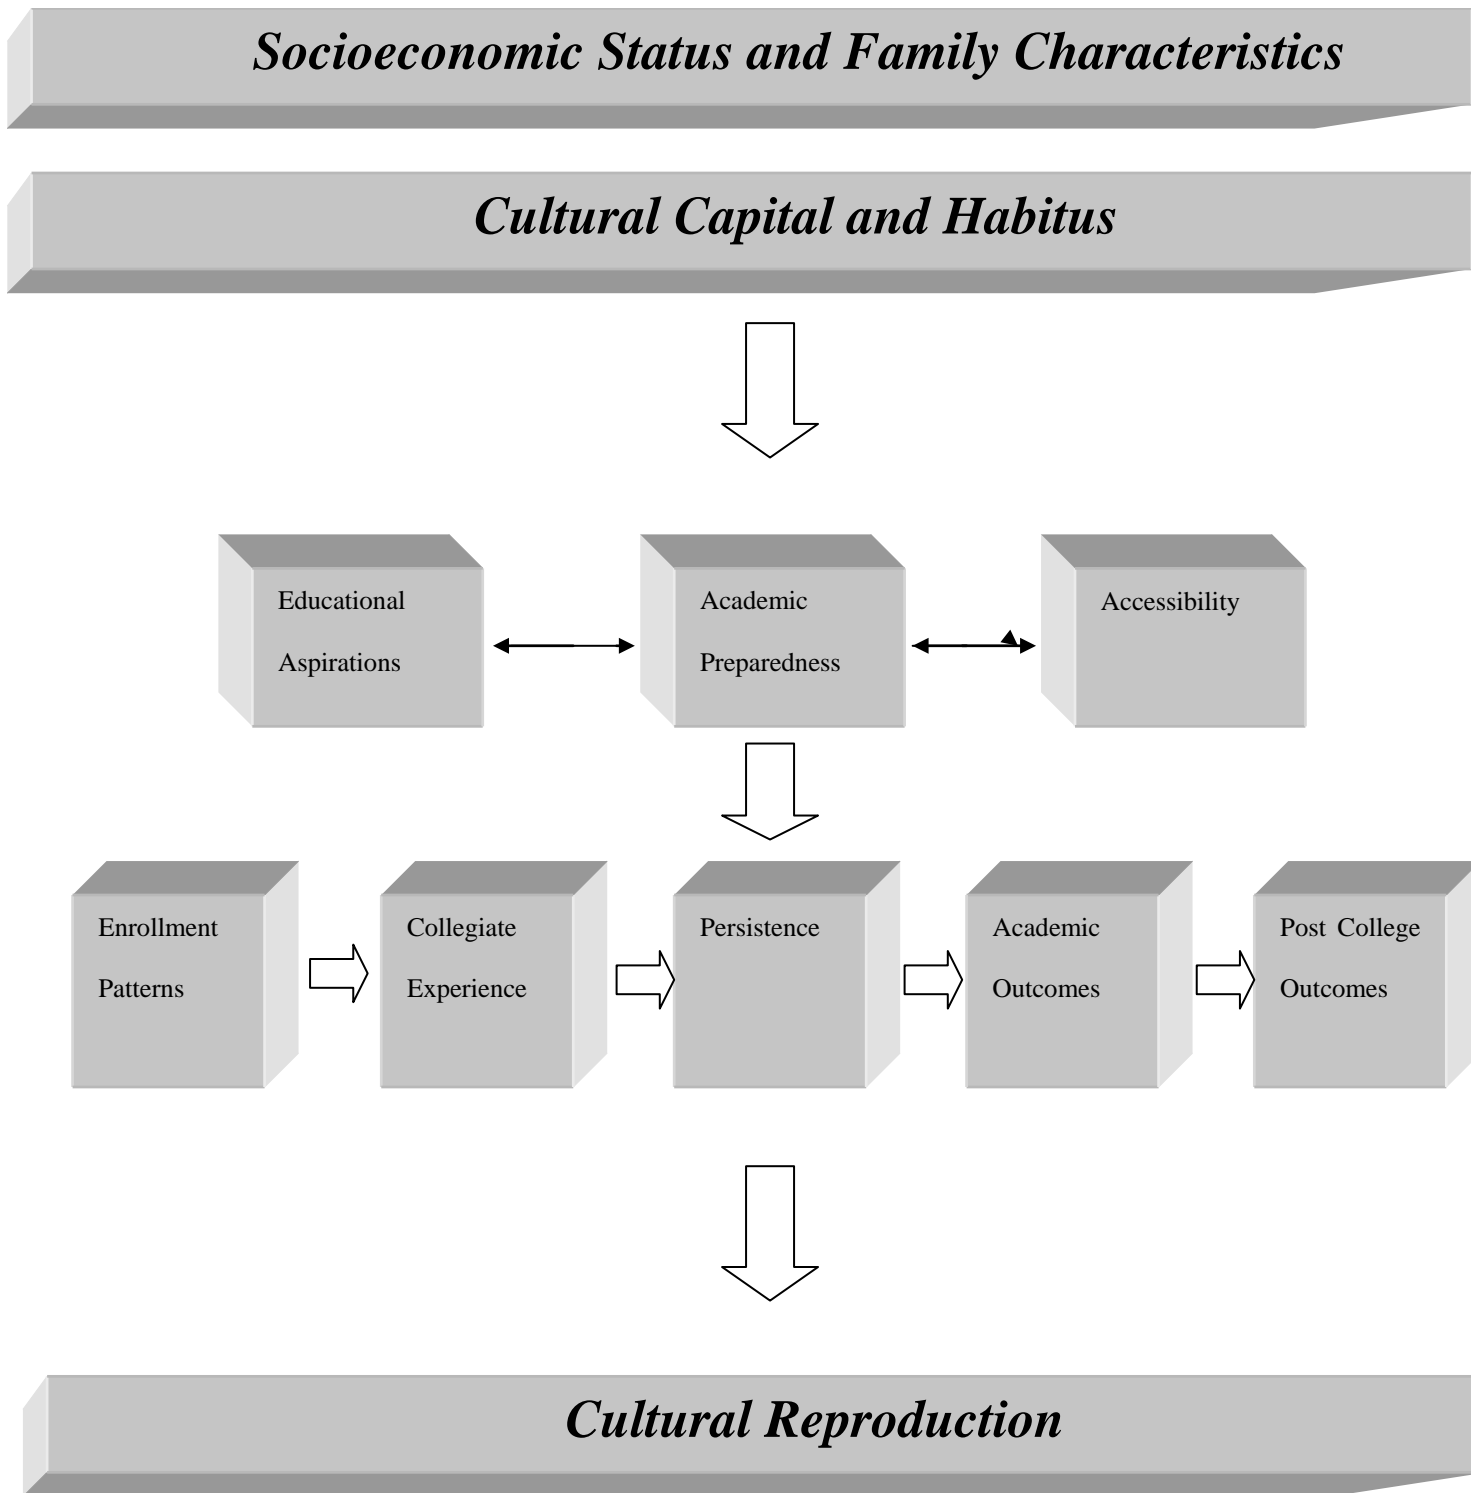 Socioeconomic Status and Family Characteristics
Cultural Capital and Habitus
Educational
Aspirations
Academic
Preparedness
Accessibility
Enrollment
Patterns
Collegiate
Experience
Persistence
Academic
Outcomes
Post College
Outcomes
Cultural Reproduction